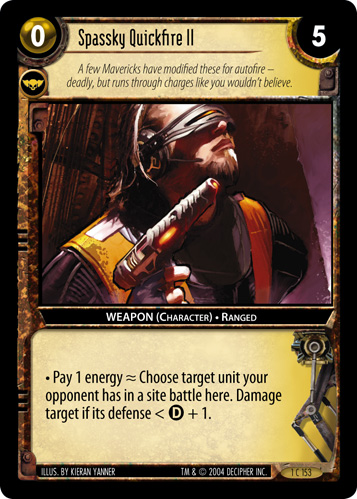 0 Spassky Quickfire II 5
A few Mavericks have modified these for autofire –
deadly, but runs through charges like you wouldn't believe.
WEAPON (CHARACTER) • RANGED
• Pay 1 energy ≈ Choose target unit your
opponent has in a site battle here. Damage
target if its defense < D + 1.
ILLUS. BY KIERAN YANNER TM & © 2004 DECIPHER INC. 1 C 153